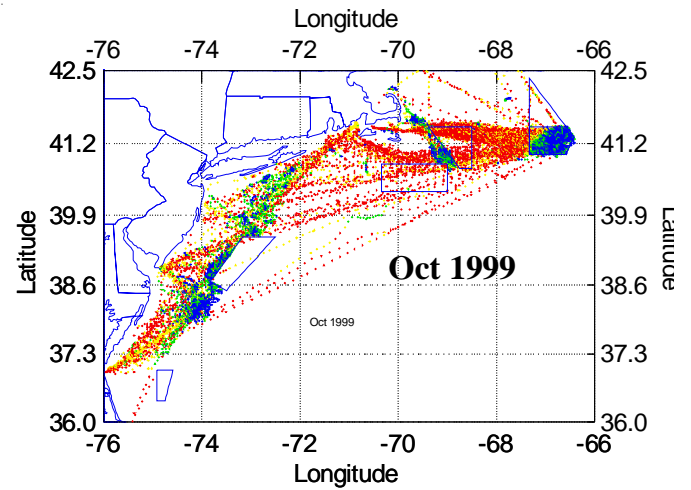 Longitude
-76 -74 -72 -70 -68 -66
42.5 42.5
41.2 41.2
39.9 39.9
Latitude Latitude
Oct 1999
38.6 38.6
Oct 1999
37.3 37.3
36.0 36.0
-76 -74 -72 -70 -68 -66
Longitude